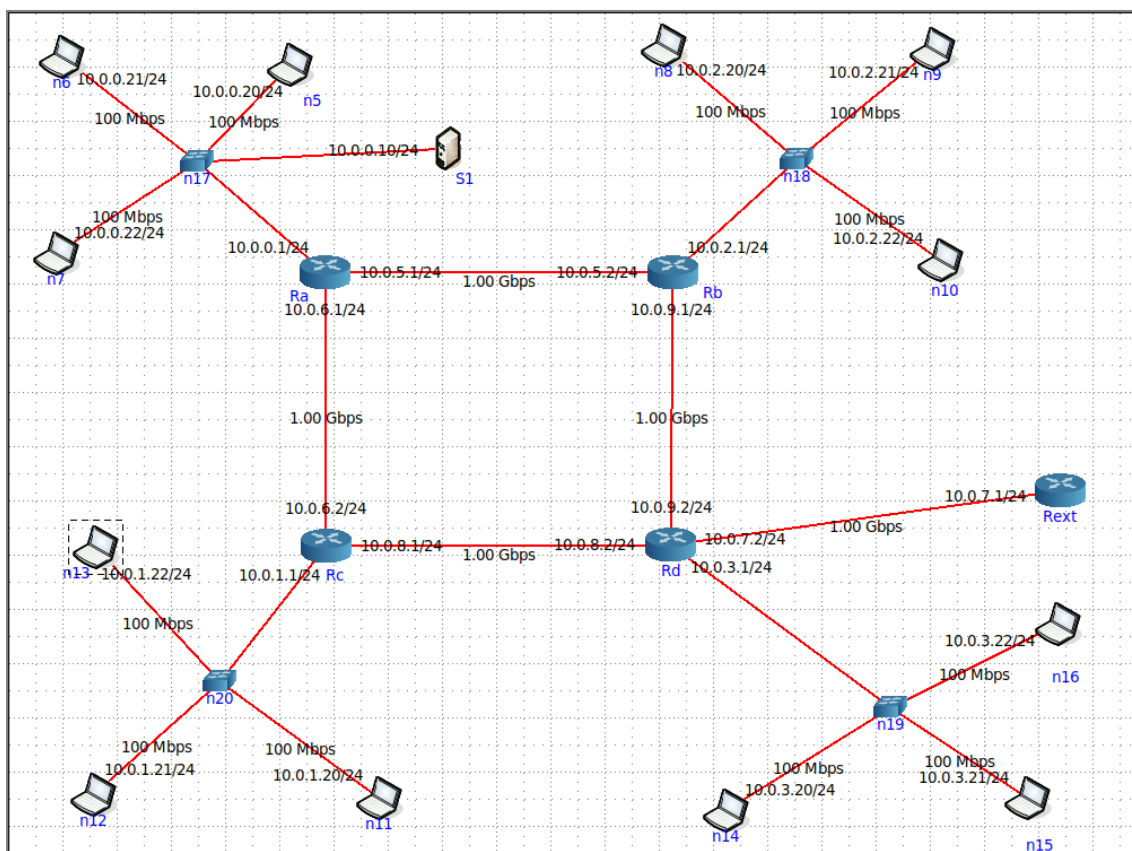 n6
10.0.0.21/24
10.0.0.20/24
n5
100 Mbps
100 Mbps
10.0.0.10/24
S1
n17
100 Mbps
10.0.0.22/24
n7
10.0.0.1/24
n8
10.0.2.20/24
10.0.2.21/24
n9
100 Mbps
100 Mbps
n18
100 Mbps
10.0.2.22/24
n10
10.0.2.1/24
Ra
10.0.5.1/24
1.00 Gbps
10.0.5.2/24
Rb
10.0.6.1/24
10.0.9.1/24
1.00 Gbps
1.00 Gbps
10.0.6.2/24
10.0.9.2/24
10.0.7.1/24
Rext
1.00 Gbps
10.0.7.2/24
n13
10.0.1.22/24
10.0.1.1/24
Rc
10.0.8.1/24
1.00 Gbps
10.0.8.2/24
Rd
10.0.3.1/24
100 Mbps
n20
100 Mbps
10.0.1.21/24
n12
100 Mbps
10.0.1.20/24
n11
10.0.3.22/24
100 Mbps
n16
n19
100 Mbps
10.0.3.20/24
n14
100 Mbps
10.0.3.21/24
n15